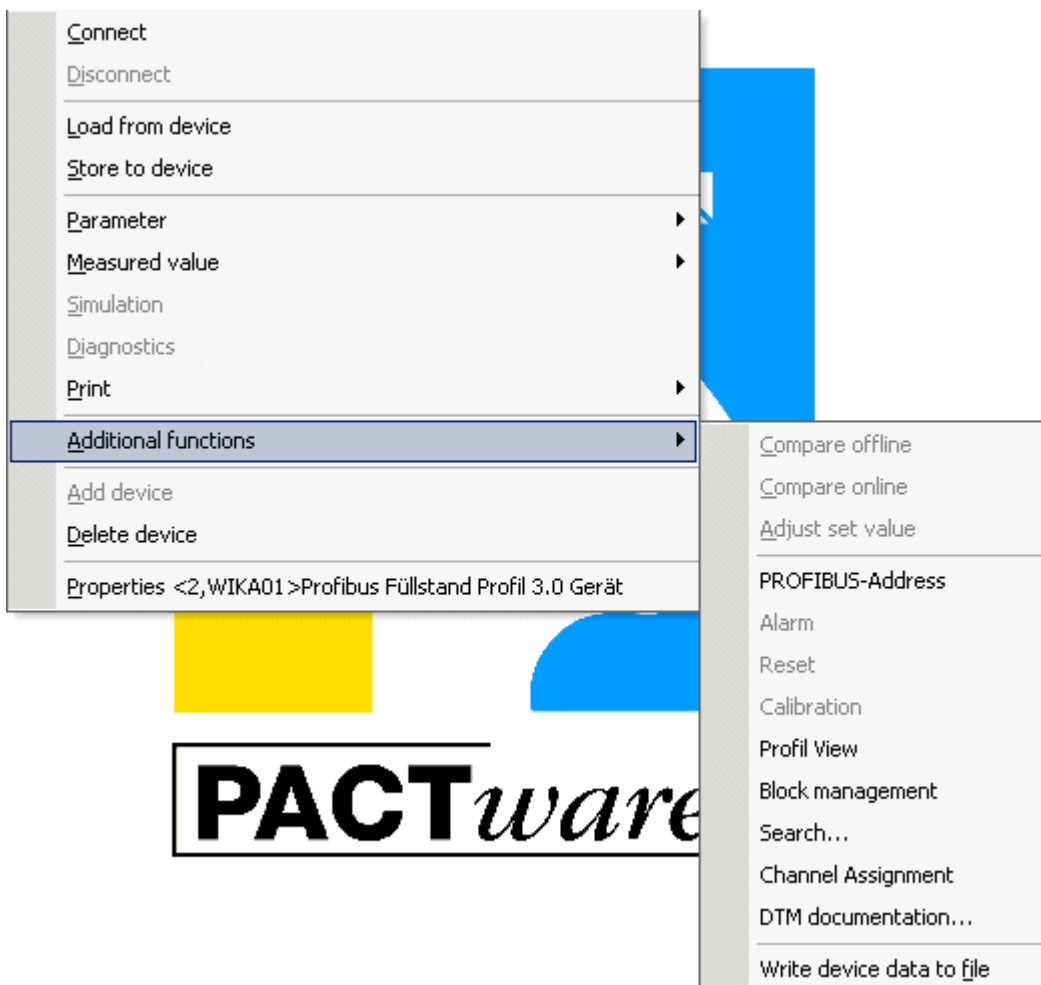 Connect
Disconnect
Load from device
Store to device
Parameter
Measured value
Simulation
Diagnostics
Print
Additional functions
Add device
Delete device
Properties <2,WIKA01>Profibus Füllstand Profil 3.0 Gerät
Compare offline
Compare online
Adjust set value
PROFIBUS-Address
Alarm
Reset
Calibration
Profil View
Block management
Search...
Channel Assignment
DTM documentation...
Write device data to file
PACTware